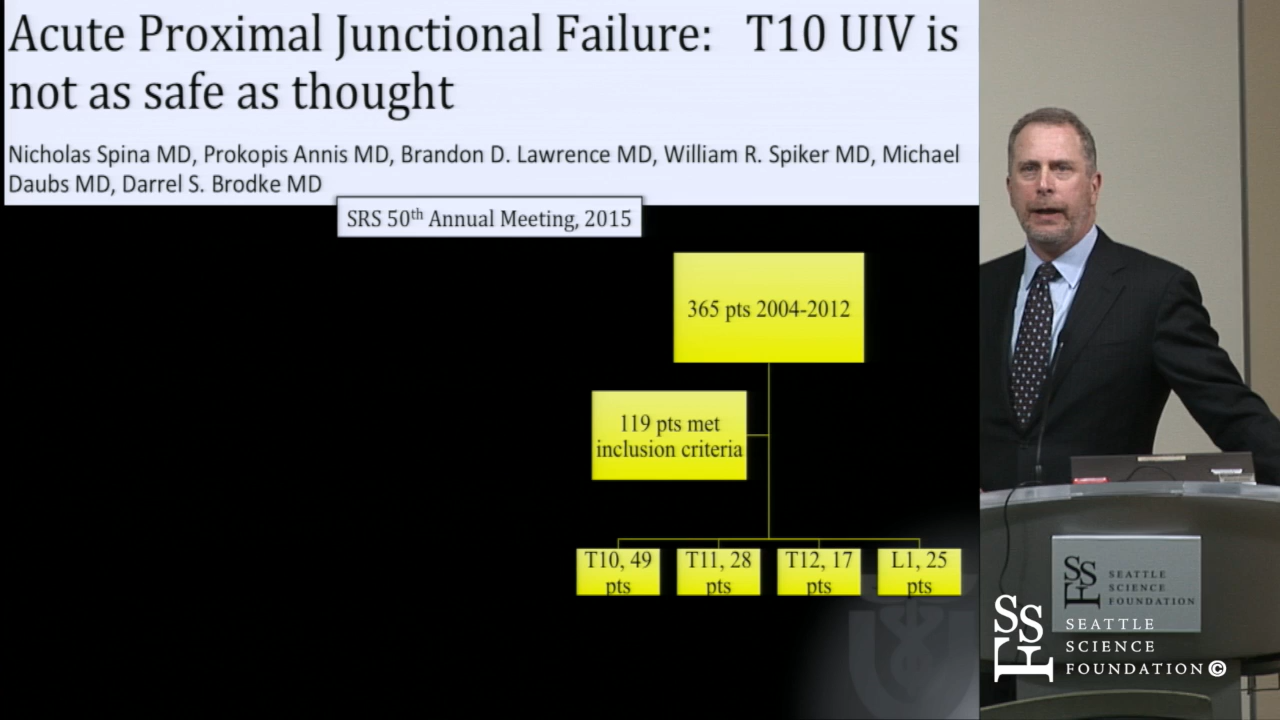 Acute Proximal Junctional Failure: T10 UIV is
not as safe as thought
Nicholas Spina MD, Prokopis Annis MD, Brandon D. Lawrence MD, William R. Spiker MD, Michael
Daubs MD, Darrel S. Brodke MD
SRS 50th Annual Meeting, 2015
365 pts 2004-2012
119 pts met
inclusion criteria
T10, 49
pts
T11, 28
pts
T12, 17
pts
L1, 25
pts
SSF
SEATTLE
SCIENCE
FOUNDATION
SSF
SEATTLE
SCIENCE
FOUNDATION©